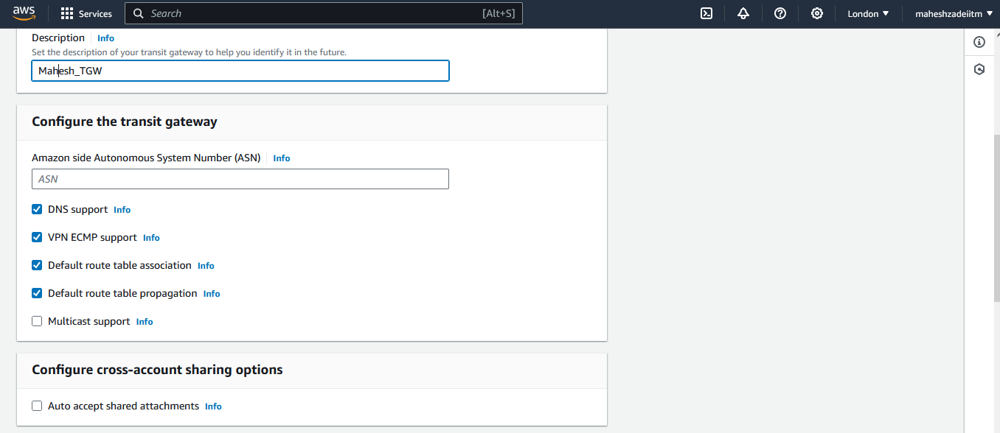 aws
Services
Search [Alt+S]
London
maheshzadeiitm
Description Info
Set the description of your transit gateway to help you identify it in the future.
Mahesh_TGW
Configure the transit gateway
Amazon side Autonomous System Number (ASN) Info
ASN
DNS support Info
VPN ECMP support Info
Default route table association Info
Default route table propagation Info
Multicast support Info
Configure cross-account sharing options
Auto accept shared attachments Info